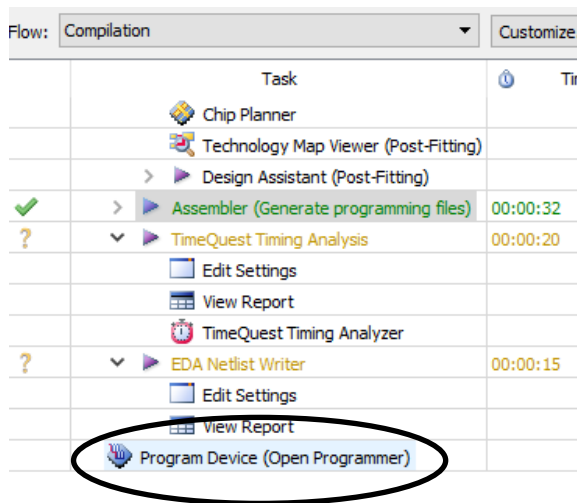 Flow: Compilation Customize
Task Ti
Chip Planner
Technology Map Viewer (Post-Fitting)
Design Assistant (Post-Fitting)
Assembler (Generate programming files) 00:00:32
TimeQuest Timing Analysis 00:00:20
Edit Settings
View Report
TimeQuest Timing Analyzer
EDA Netlist Writer 00:00:15
Edit Settings
View Report
Program Device (Open Programmer)